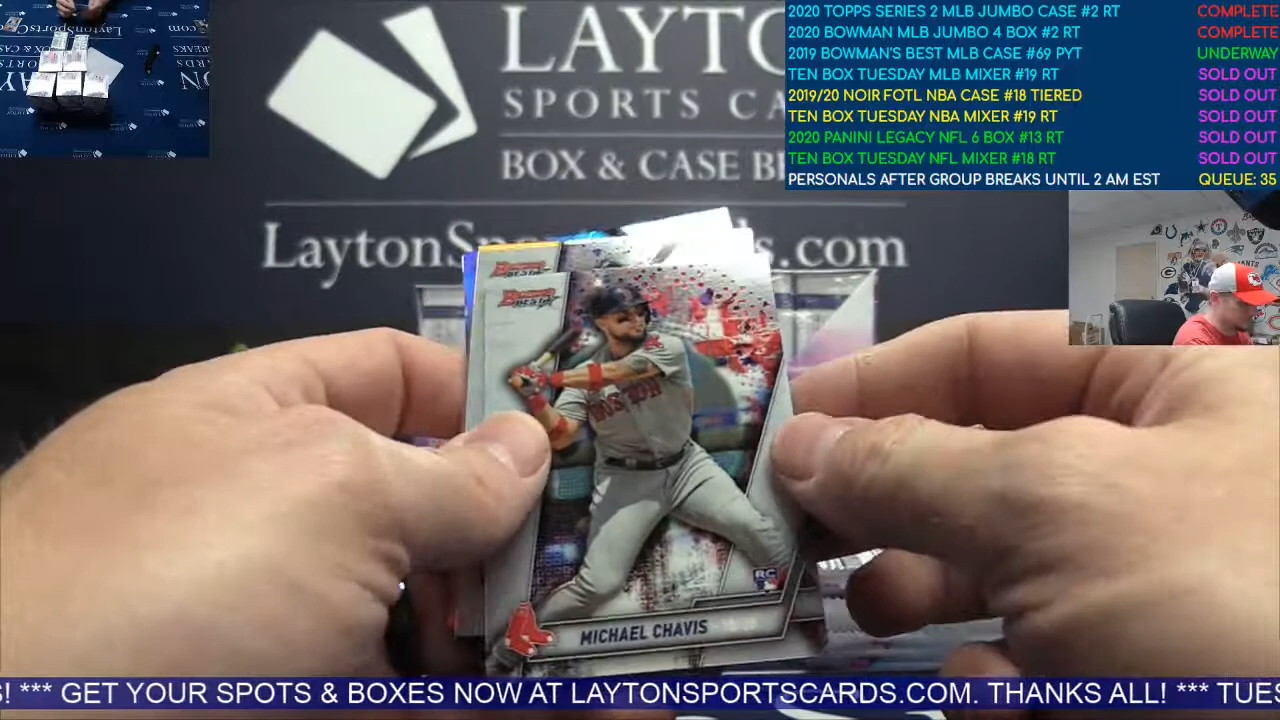 2020 TOPPS SERIES 2 MLB JUMBO CASE #2 RT COMPLETE
2020 BOWMAN MLB JUMBO 4 BOX #2 RT COMPLETE
2019 BOWMAN'S BEST MLB CASE #69 PYT UNDERWAY
TEN BOX TUESDAY MLB MIXER #19 RT SOLD OUT
2019/20 NOIR FOTL NBA CASE #18 TIERED SOLD OUT
TEN BOX TUESDAY NBA MIXER #19 RT SOLD OUT
2020 PANINI LEGACY NFL 6 BOX #13 RT SOLD OUT
TEN BOX TUESDAY NFL MIXER #18 RT SOLD OUT
PERSONALS AFTER GROUP BREAKS UNTIL 2 AM EST QUEUE: 35
LAYT
SPORTS CA
BOX & CASE BR
LaytonSp rds.com
BOSTON
RC
MICHAEL CHAVIS
S! *** GET YOUR SPOTS & BOXES NOW AT LAYTONSPORTSCARDS.COM. THANKS ALL! *** TUES